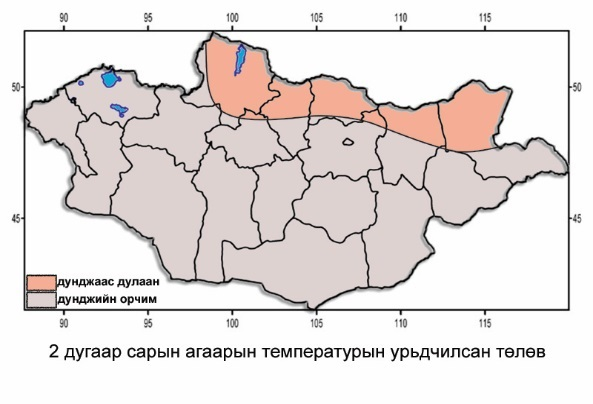 90 95 100 105 110 115
50 50
45 45
дунджаас дулаан
дунджийн орчим
90 95 100 105 110 115
2 дугаар сарын агаарын температурын урьдчилсан төлөв